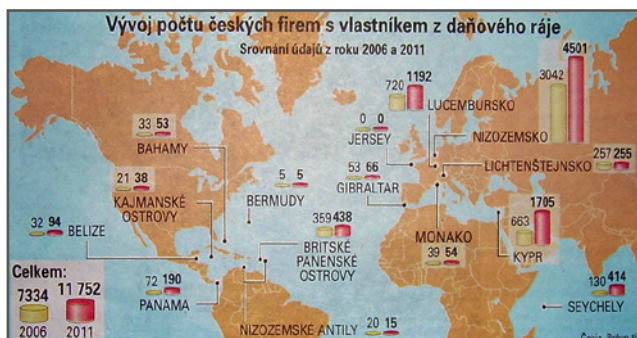 Vývoj počtu českých firem s vlastníkem z daňového ráje
Srovnání údajů z roku 2006 a 2011
720 1192
LUCEMBURSKO
3042 4501
NIZOZEMSKO
0 0
JERSEY
33 53
BAHAMY
257 255
LICHTENŠTEJNSKO
21 38
KAJMANSKÉ
OSTROVY
5 5
BERMUDY
53 66
GIBRALTAR
32 94
BELIZE
359 438
BRITSKÉ
PANENSKÉ
OSTROVY
MONAKO
39 54
663 1705
KYPR
72 190
PANAMA
130 414
SEYCHELY
NIZOZEMSKÉ ANTILY
20 15
Celkem:
7334 11 752
2006 2011